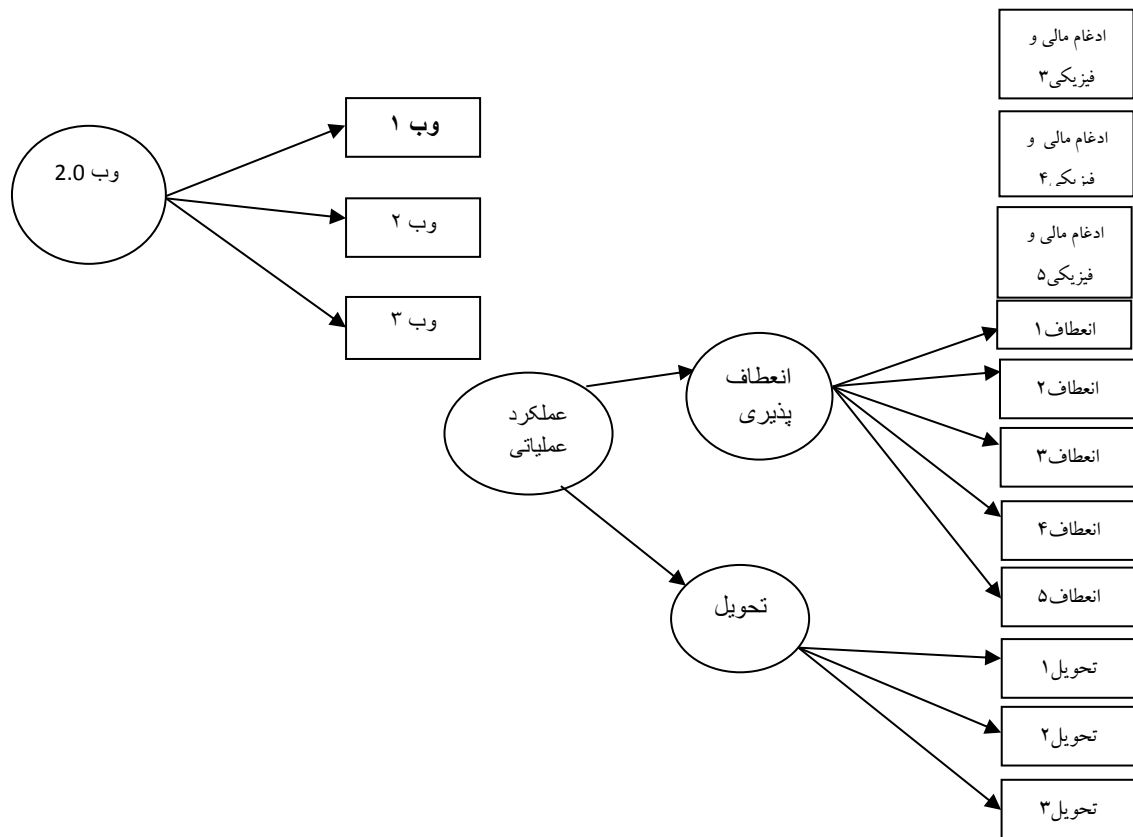 ادغام مالی و
فیزیکی۳
وب ۱
ادغام مالی و
فیزیکی۴
وب 2.0
وب ۲
ادغام مالی و
فیزیکی۵
وب ۳
انعطاف۱
انعطاف
پذیری
انعطاف۲
عملکرد
عملیاتی
انعطاف۳
انعطاف۴
انعطاف۵
تحویل
تحویل۱
تحویل۲
تحویل۳